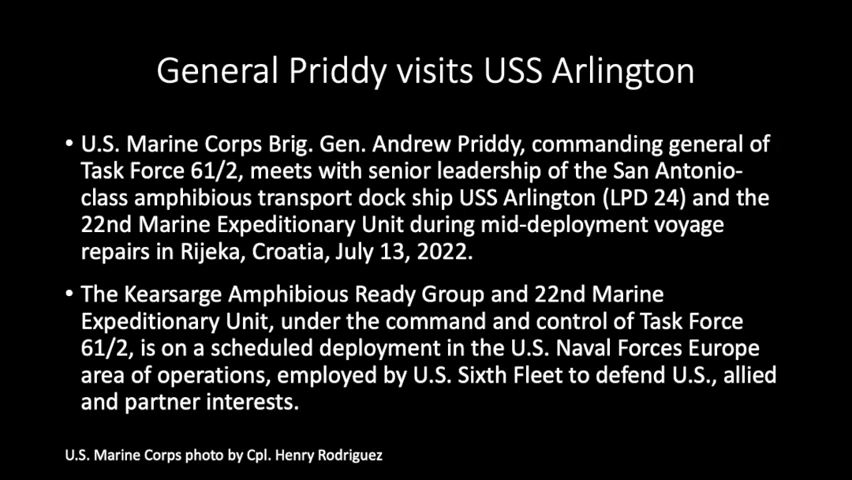 General Priddy visits USS Arlington
• U.S. Marine Corps Brig. Gen. Andrew Priddy, commanding general of
Task Force 61/2, meets with senior leadership of the San Antonio-
class amphibious transport dock ship USS Arlington (LPD 24) and the
22nd Marine Expeditionary Unit during mid-deployment voyage
repairs in Rijeka, Croatia, July 13, 2022.
• The Kearsarge Amphibious Ready Group and 22nd Marine
Expeditionary Unit, under the command and control of Task Force
61/2, is on a scheduled deployment in the U.S. Naval Forces Europe
area of operations, employed by U.S. Sixth Fleet to defend U.S., allied
and partner interests.
U.S. Marine Corps photo by Cpl. Henry Rodriguez